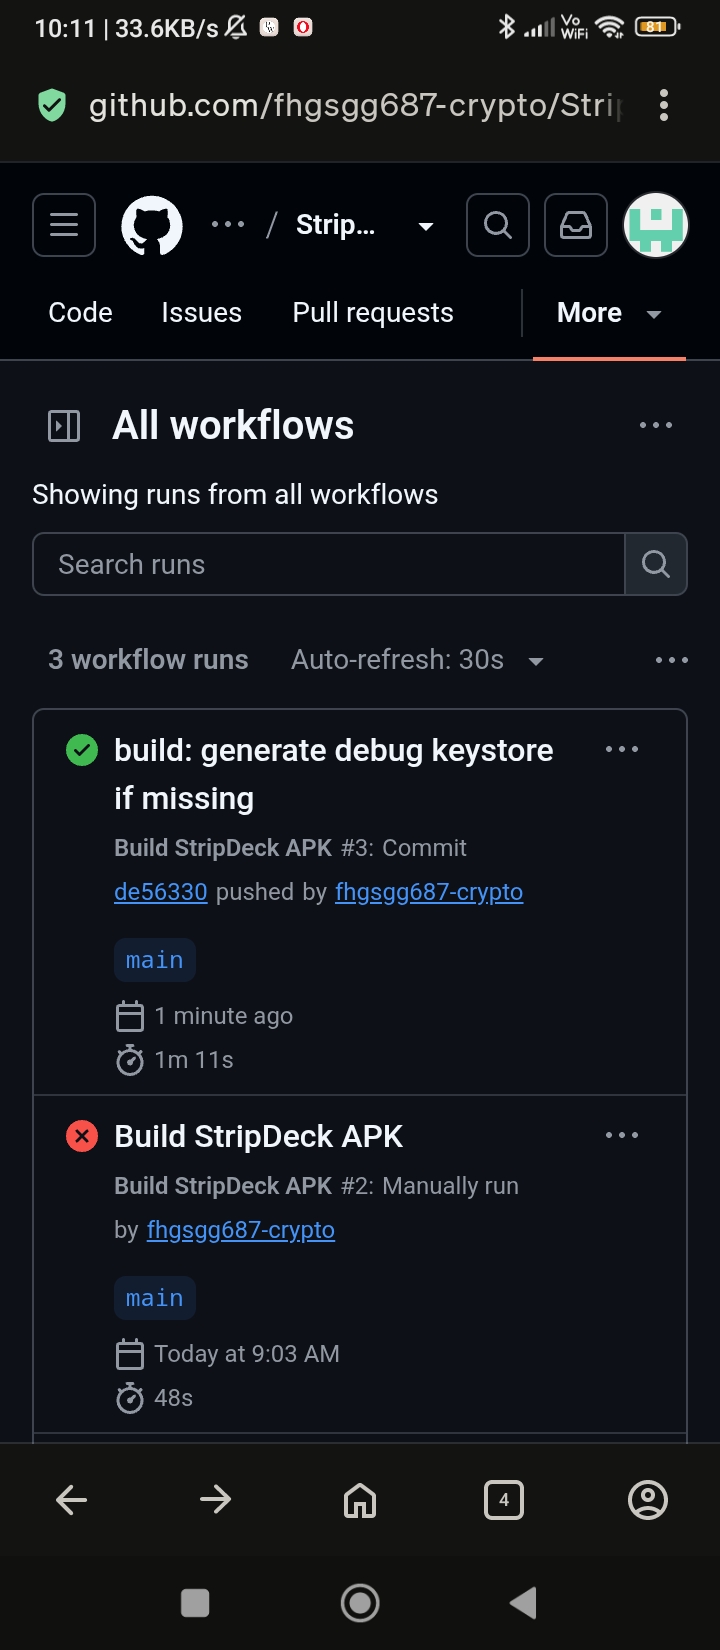 10:11 | 33.6KB/s
Vo
WiFi
81
github.com/fhgsgg687-crypto/Strip
/ Strip...
Code
Issues
Pull requests
More
All workflows
Showing runs from all workflows
Search runs
3 workflow runs
Auto-refresh: 30s
build: generate debug keystore
if missing
Build StripDeck APK #3: Commit
de56330 pushed by fhgsgg687-crypto
main
1 minute ago
1m 11s
Build StripDeck APK
Build StripDeck APK #2: Manually run
by fhgsgg687-crypto
main
Today at 9:03 AM
48s
4